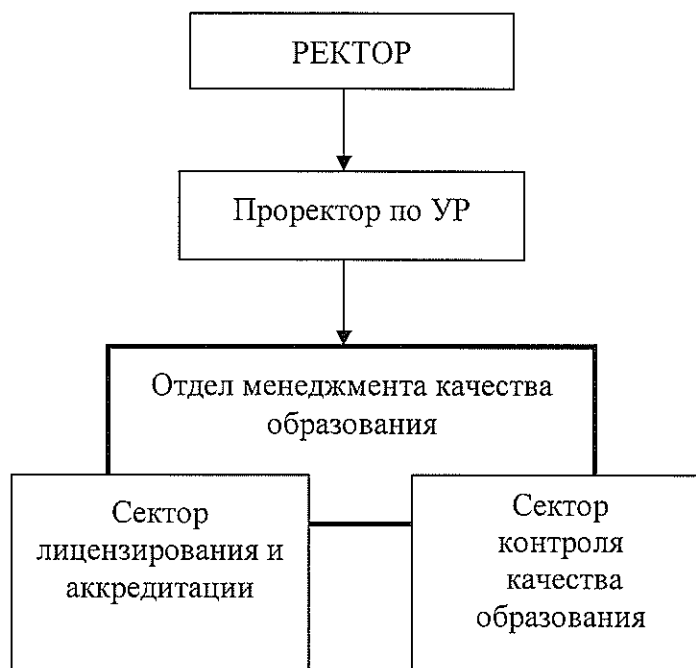 РЕКТОР
Проректор по УР
Отдел менеджмента качества
образования
Сектор
лицензирования и
аккредитации
Сектор
контроля
качества
образования